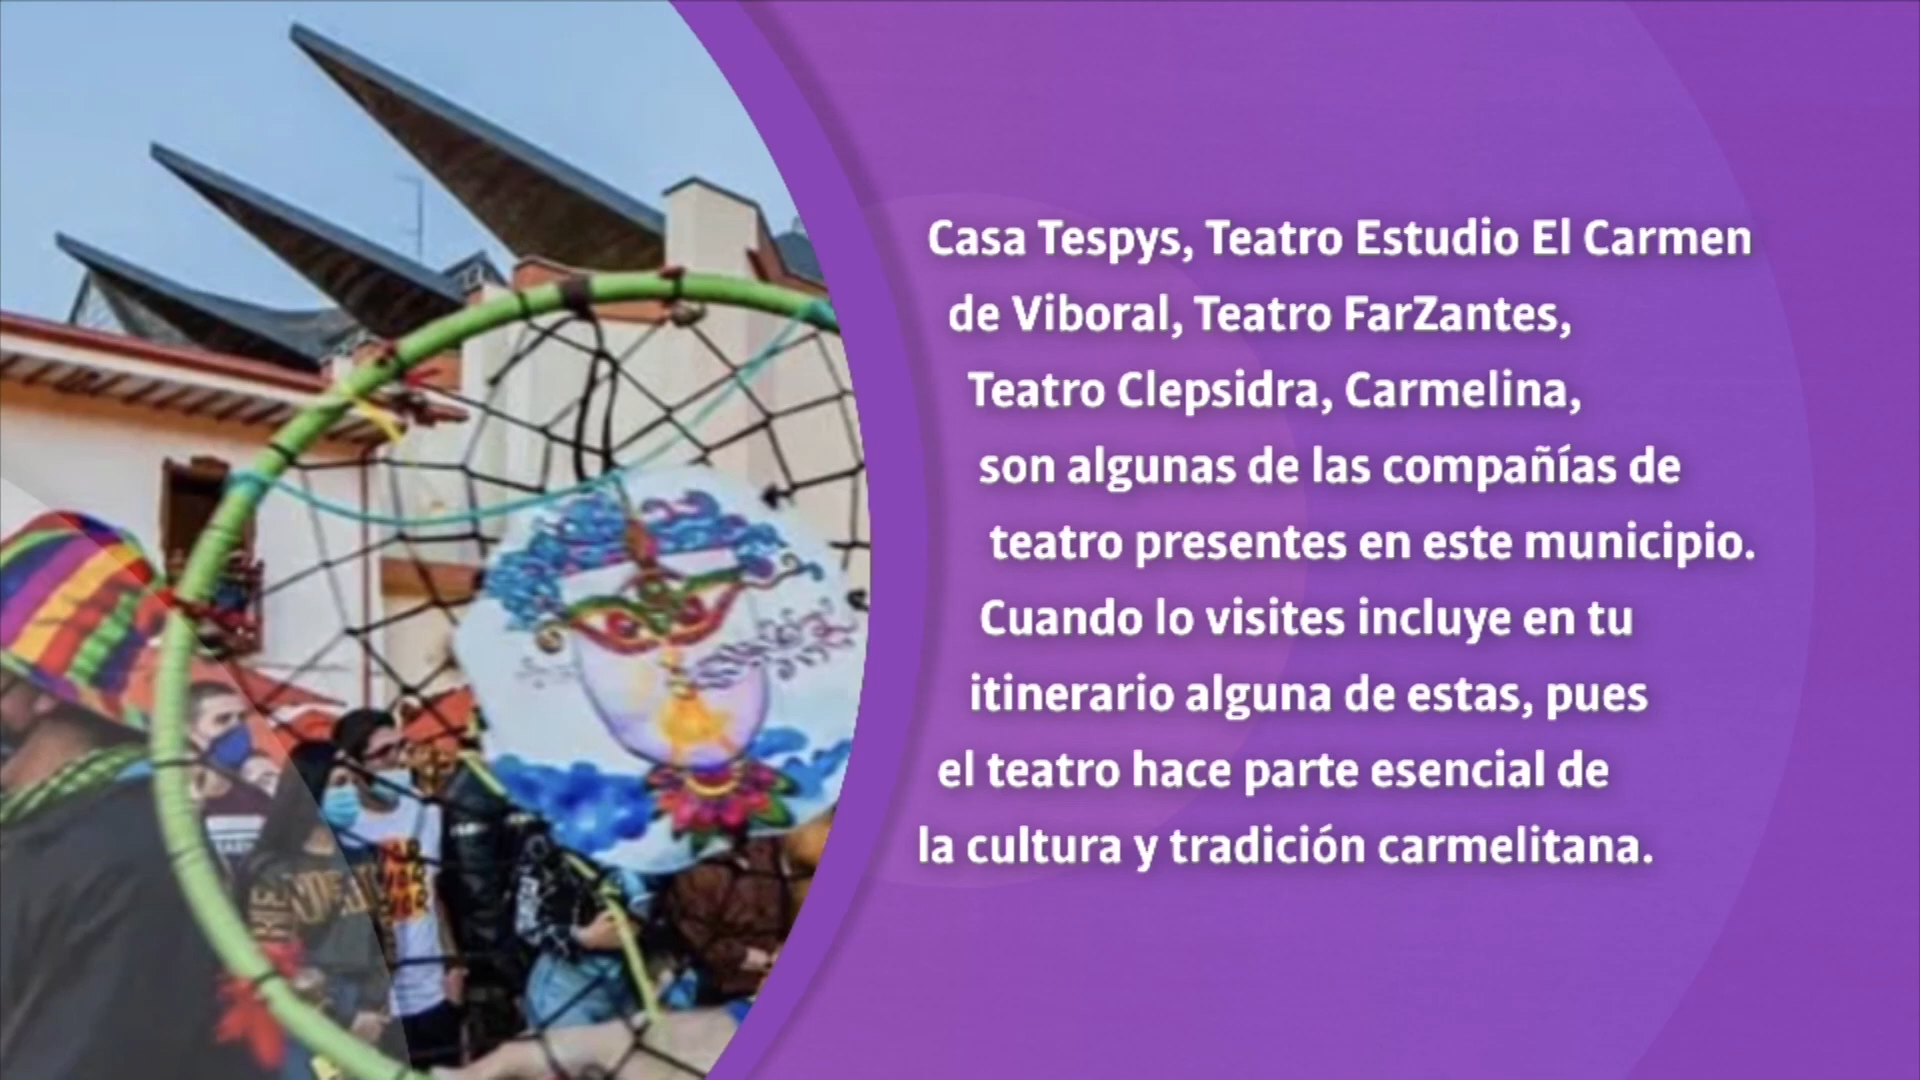 Casa Tespys, Teatro Estudio El Carmen
de Viboral, Teatro FarZantes,
Teatro Clepsidra, Carmelina,
son algunas de las compañías de
teatro presentes en este municipio.
Cuando lo visites incluye en tu
itinerario alguna de estas, pues
el teatro hace parte esencial de
la cultura y tradición carmelitana.